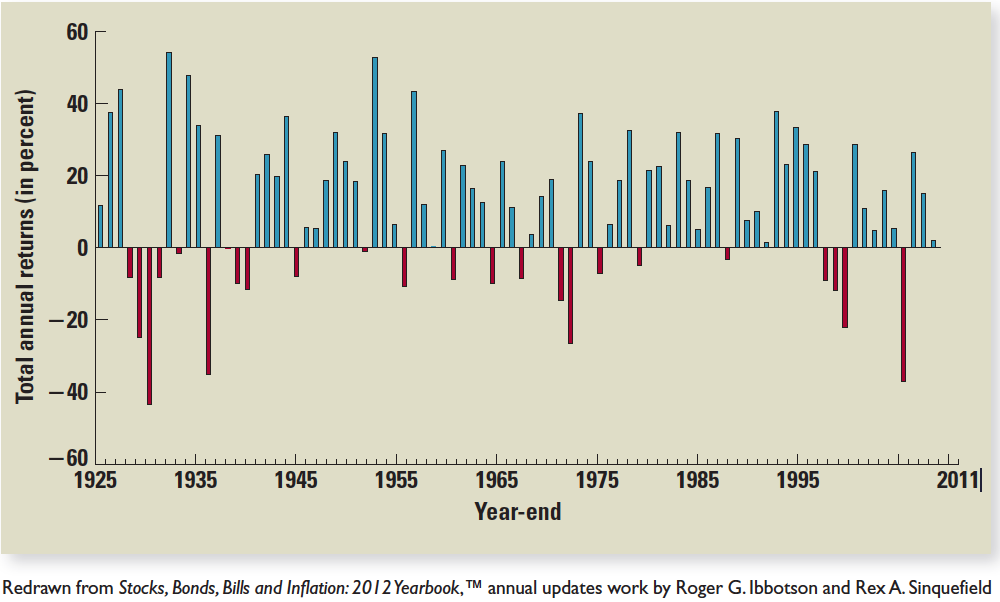 Total annual returns (in percent)
60
40
20
0
—20
—40
—60
1925 1935 1945 1955 1965 1975 1985 1995 2011
Year-end
Redrawn from Stocks, Bonds, Bills and Inflation: 2012 Yearbook,™ annual updates work by Roger G. Ibbotson and Rex A. Sinquefield